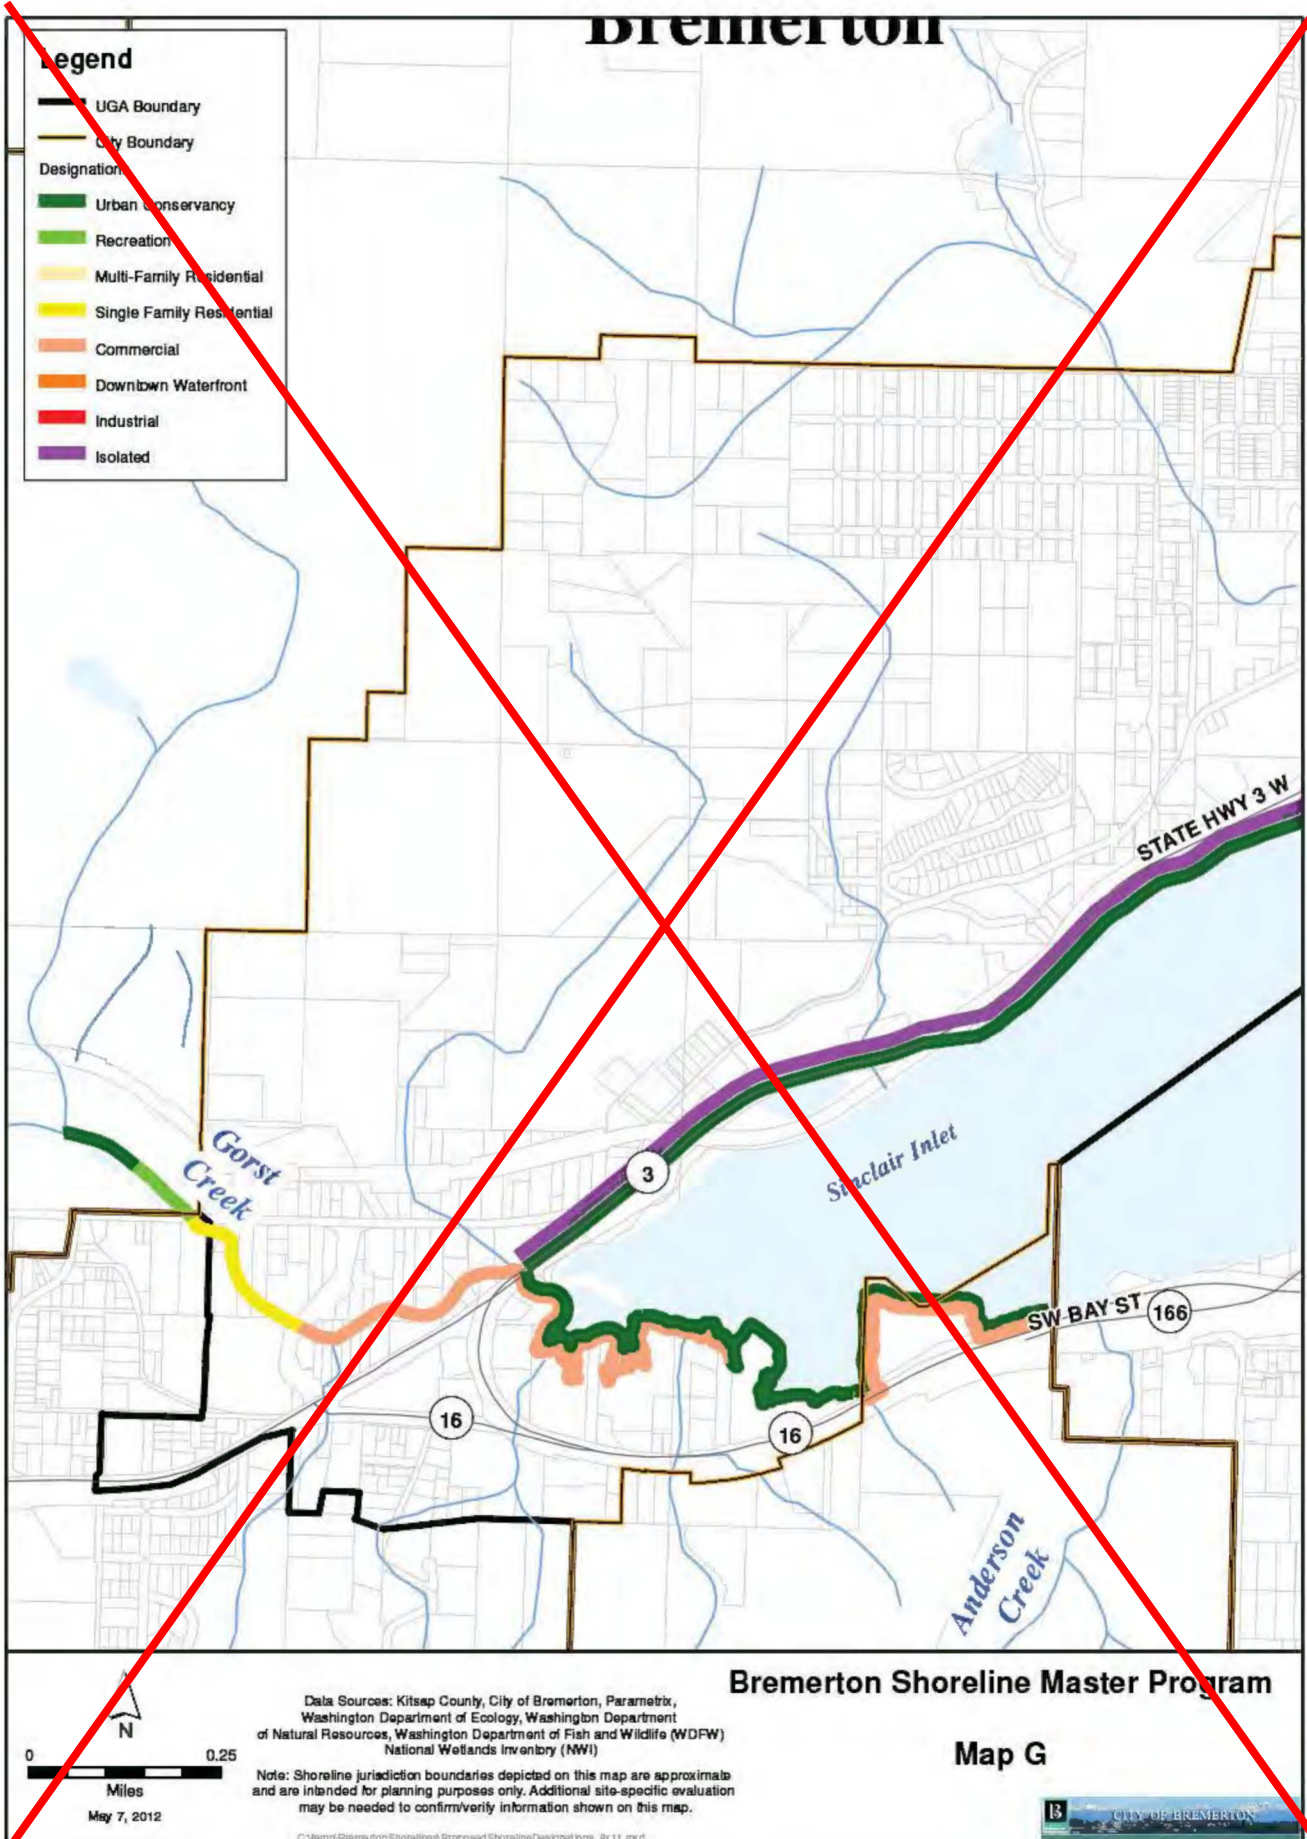 Bremerton
Legend
UGA Boundary
City Boundary
Designation
Urban Conservancy
Recreation
Multi-Family Residential
Single Family Residential
Commercial
Downtown Waterfront
Industrial
Isolated
STATE HWY 3 W
Gorst
Creek
Sinclair Inlet
3
SW BAY ST
166
16
16
Anderson
Creek
N
0 0.25
Miles
May 7, 2012
Data Sources: Kitsap County, City of Bremerton, Parametrix,
Washington Department of Ecology, Washington Department
of Natural Resources, Washington Department of Fish and Wildlife (WDFW)
National Wetlands Inventory (NWI)
Note: Shoreline jurisdiction boundaries depicted on this map are approximate
and are intended for planning purposes only. Additional site-specific evaluation
may be needed to confirm/verify information shown on this map.
Bremerton Shoreline Master Program
Map G
B
CITY OF BREMERTON